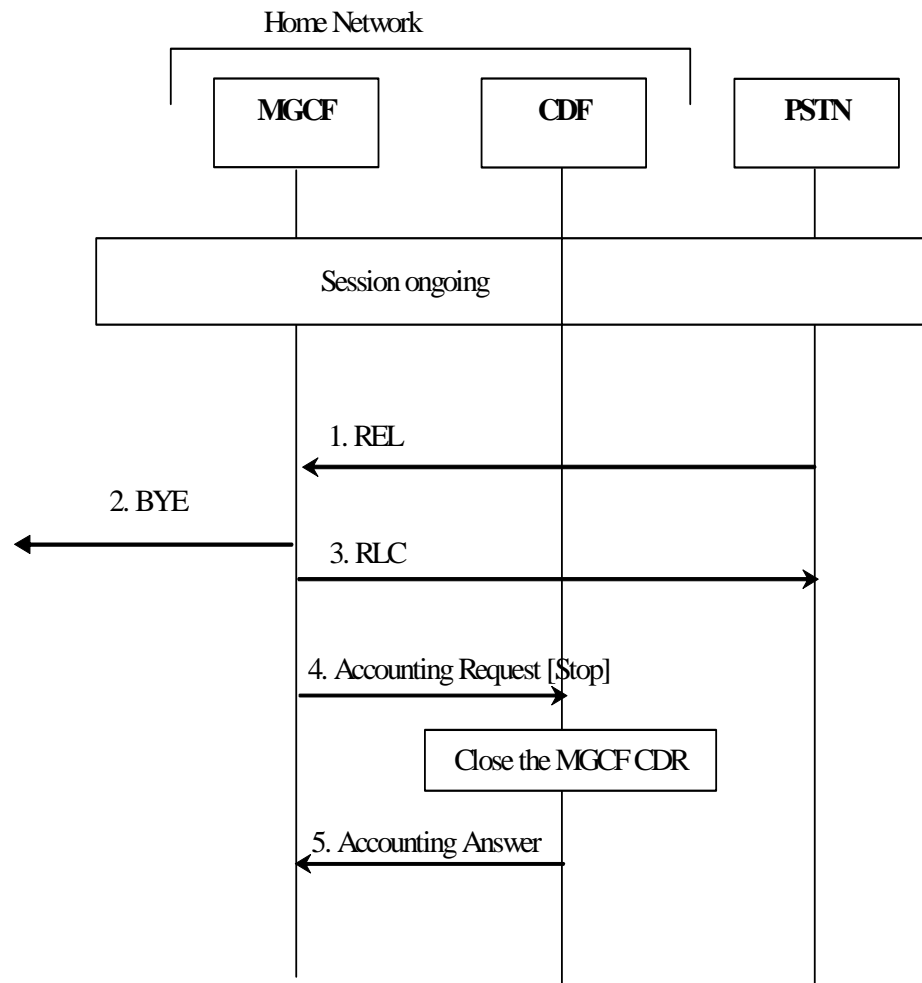 Home Network
MGCF
CDF
PSTN
Session ongoing
1. REL
2. BYE
3. RLC
4. Accounting Request [Stop]
Close the MGCF CDR
5. Accounting Answer